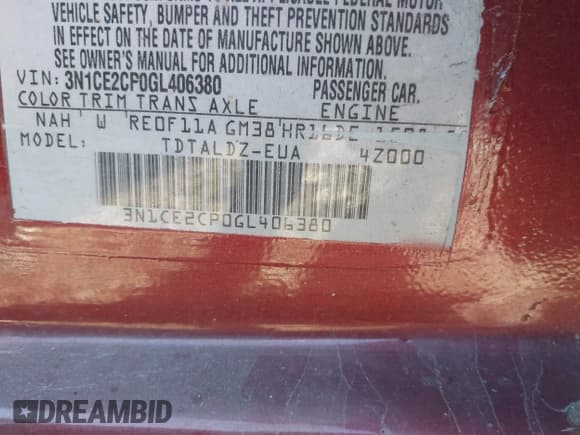 VEHICLE SAFETY, BUMPER AND THEFT PREVENTION STANDARDS
IN EFFECT ON THE DATE OF MANUFACTURE SHOWN ABOVE.
SEE OWNER'S MANUAL FOR ADDITIONAL INFORMATION.
VIN: 3N1CE2CP0GL406380 PASSENGER CAR.
COLOR TRIM TRANS AXLE ENGINE
NAH W RE0F11A GM38 HR16DE
MODEL: TDTALDZ-EUA 4Z000
3N1CE2CP0GL406380
DREAMBID